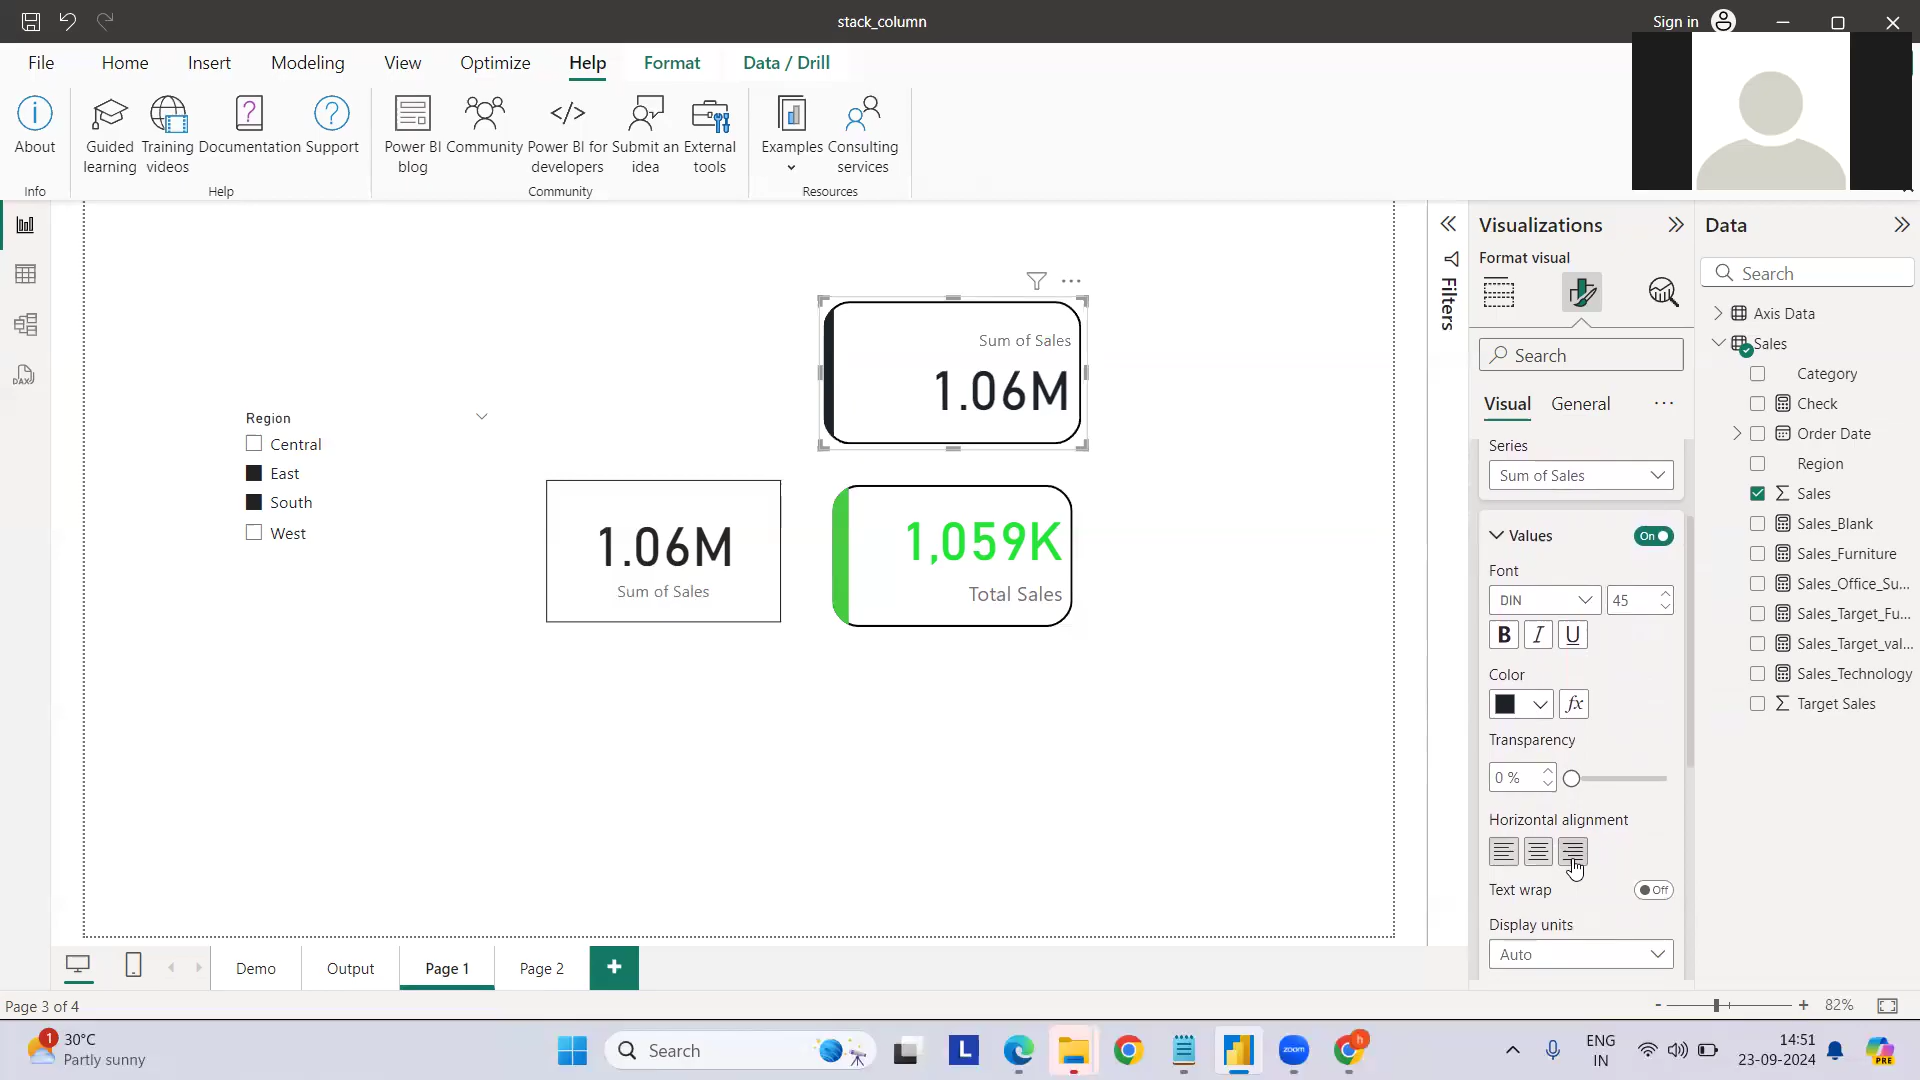 stack_column
Sign in
File Home Insert Modeling View Optimize Help Format Data / Drill
About
Guided learning
Training videos
Documentation
Support
Power BI blog
Community
Power BI for developers
Submit an idea
External tools
Examples
Consulting services
Info Help Community Resources
Sum of Sales
1.06M
Region
Central
East
South
West
1.06M
Sum of Sales
1,059K
Total Sales
Filters
Visualizations
Format visual
Search
Visual General
Series
Sum of Sales
Values On
Font
DIN 45
B I U
Color
fx
Transparency
0 %
Horizontal alignment
Text wrap Off
Display units
Auto
Data
Search
Axis Data
Sales
Category
Check
Order Date
Region
Sales
Sales_Blank
Sales_Furniture
Sales_Office_Su...
Sales_Target_Fu...
Sales_Target_val...
Sales_Technology
Target Sales
Demo Output Page 1 Page 2 +
Page 3 of 4
- + 82%
1
30°C
Partly sunny
Search
L
zoom
h
ENG
IN
14:51
23-09-2024
PRE